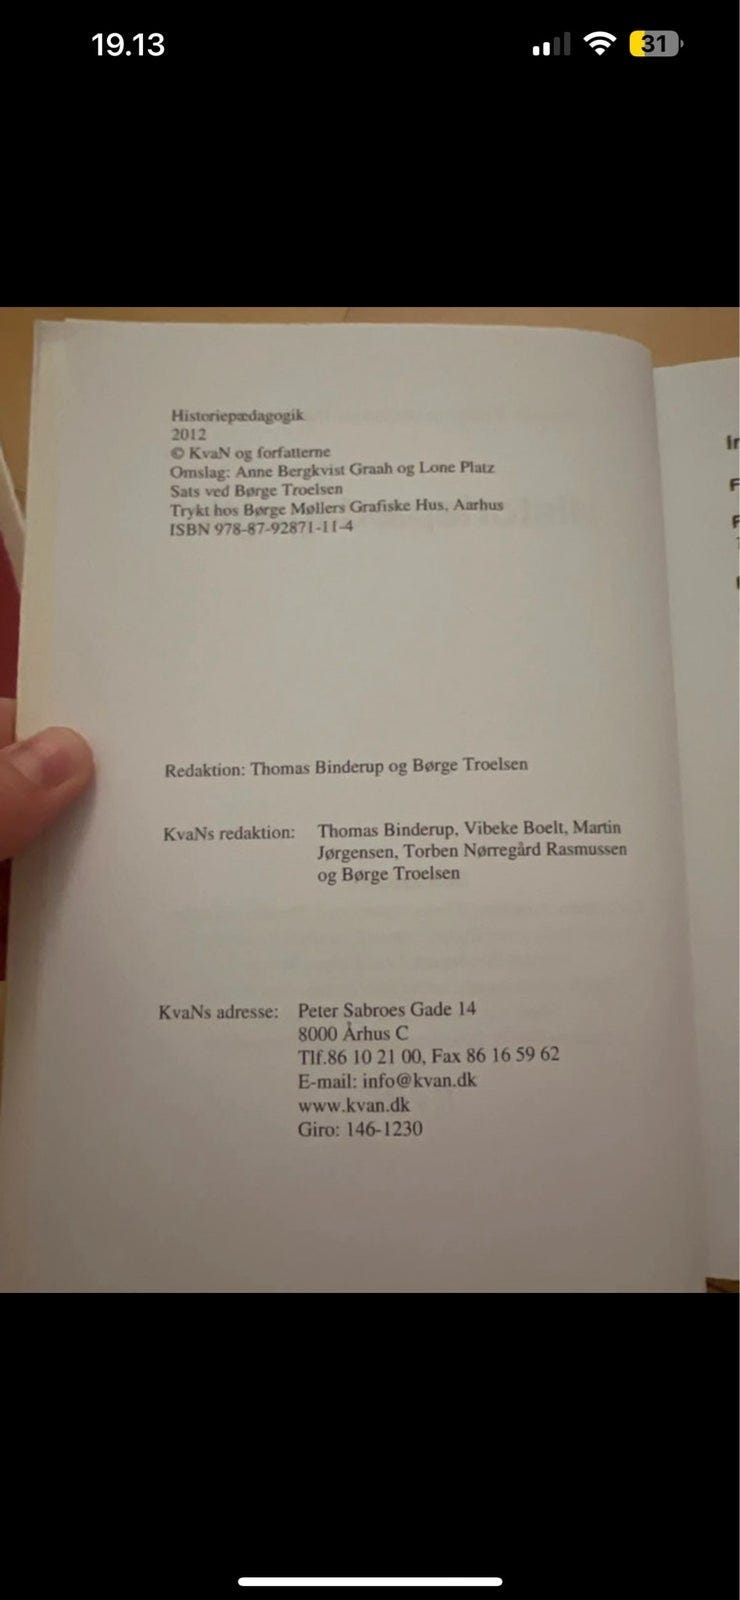 19.13
31
Historiepædagogik
2012
© KvaN og forfatterne
Omslag: Anne Bergkvist Graah og Lone Platz
Sats ved Børge Troelsen
Trykt hos Børge Møllers Grafiske Hus, Aarhus
ISBN 978-87-92871-11-4
Redaktion: Thomas Binderup og Børge Troelsen
KvaNs redaktion: Thomas Binderup, Vibeke Boelt, Martin
Jørgensen, Torben Nørregård Rasmussen
og Børge Troelsen
KvaNs adresse: Peter Sabroes Gade 14
8000 Århus C
Tlf.86 10 21 00, Fax 86 16 59 62
E-mail: info@kvan.dk
www.kvan.dk
Giro: 146-1230